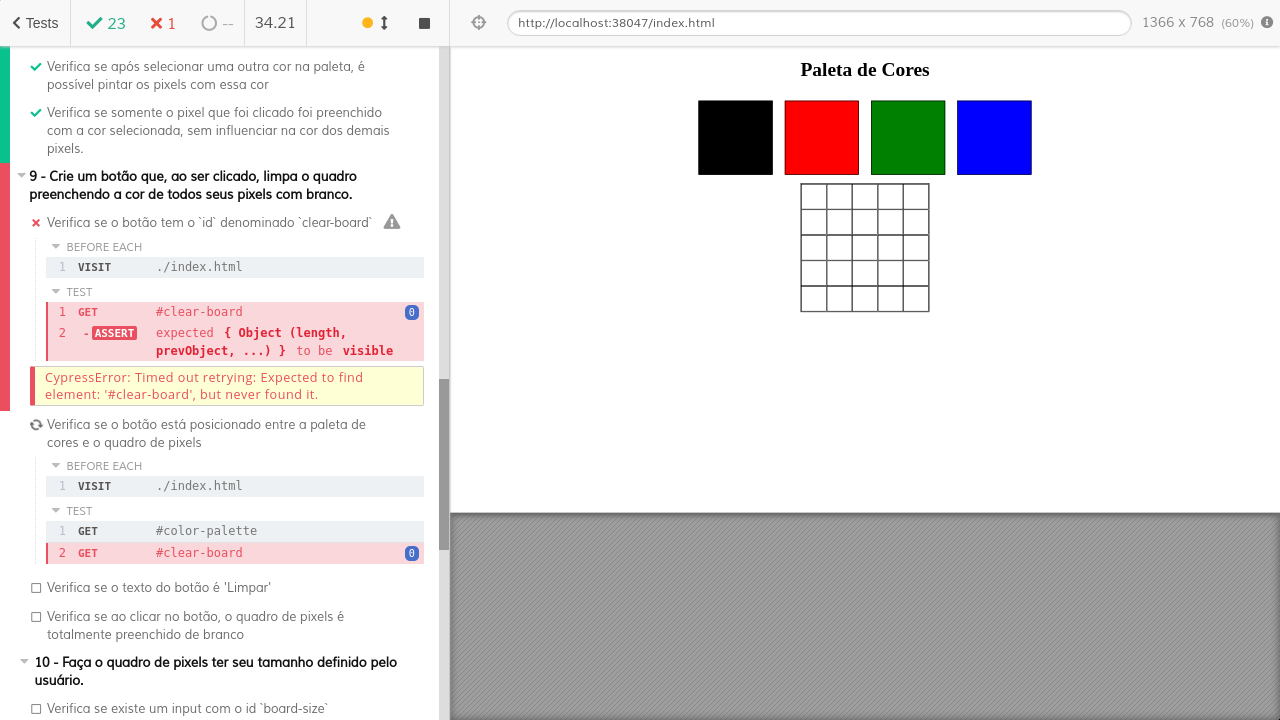 Tests
23
1
--
34.21
http://localhost:38047/index.html
1366 x 768 (60%)
Verifica se após selecionar uma outra cor na paleta, é
possível pintar os pixels com essa cor
Verifica se somente o pixel que foi clicado foi preenchido
com a cor selecionada, sem influenciar na cor dos demais
pixels.
9 - Crie um botão que, ao ser clicado, limpa o quadro
preenchendo a cor de todos seus pixels com branco.
Verifica se o botão tem o `id` denominado `clear-board`
BEFORE EACH
1 VISIT ./index.html
TEST
1 GET #clear-board 0
2 - ASSERT expected { Object (length,
prevObject, ...) } to be visible
CypressError: Timed out retrying: Expected to find
element: '#clear-board', but never found it.
Verifica se o botão está posicionado entre a paleta de
cores e o quadro de pixels
BEFORE EACH
1 VISIT ./index.html
TEST
1 GET #color-palette
2 GET #clear-board 0
Verifica se o texto do botão é 'Limpar'
Verifica se ao clicar no botão, o quadro de pixels é
totalmente preenchido de branco
10 - Faça o quadro de pixels ter seu tamanho definido pelo
usuário.
Verifica se existe um input com o id `board-size`
Paleta de Cores